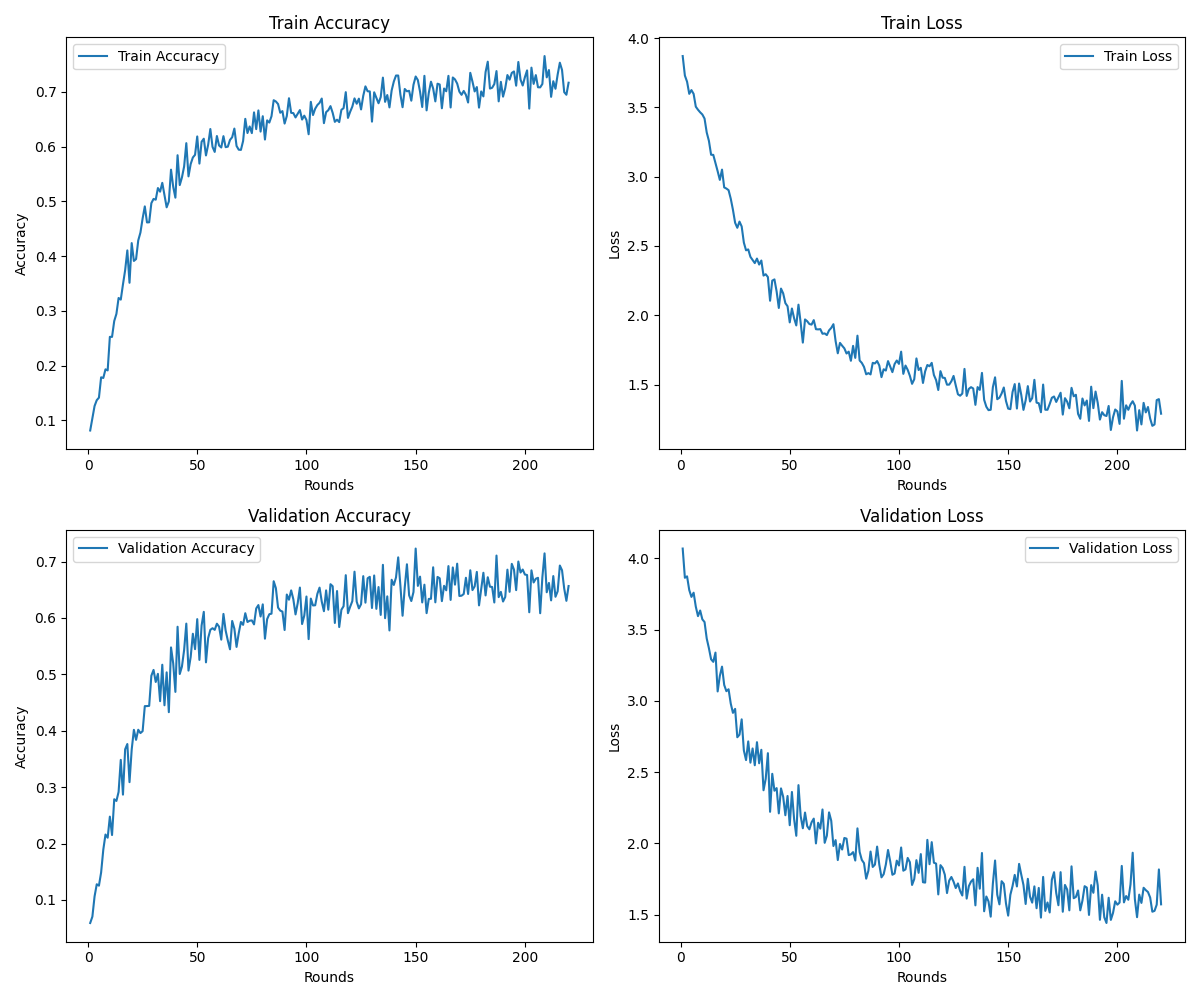 Train Accuracy
Train Accuracy
0.7
0.6
0.5
0.4
0.3
0.2
0.1
Accuracy
0 50 100 150 200
Rounds
Train Loss
Train Loss
4.0
3.5
3.0
2.5
2.0
1.5
Loss
0 50 100 150 200
Rounds
Validation Accuracy
Validation Accuracy
0.7
0.6
0.5
0.4
0.3
0.2
0.1
Accuracy
0 50 100 150 200
Rounds
Validation Loss
Validation Loss
4.0
3.5
3.0
2.5
2.0
1.5
Loss
0 50 100 150 200
Rounds